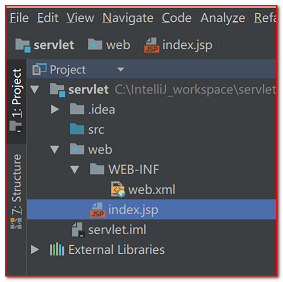 File Edit View Navigate Code Analyze Refa
servlet web index.jsp
Project
servlet C:\IntelliJ_workspace\servlet
.idea
src
web
WEB-INF
web.xml
index.jsp
servlet.iml
External Libraries
1: Project
7: Structure